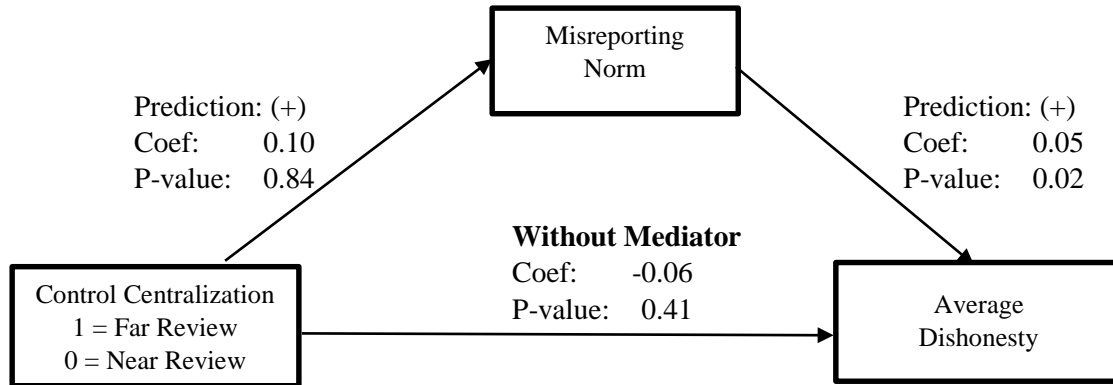 Misreporting
Norm
Prediction: (+)
Coef: 0.10
P-value: 0.84
Prediction: (+)
Coef: 0.05
P-value: 0.02
Without Mediator
Coef: -0.06
P-value: 0.41
Control Centralization
1 = Far Review
0 = Near Review
Average
Dishonesty